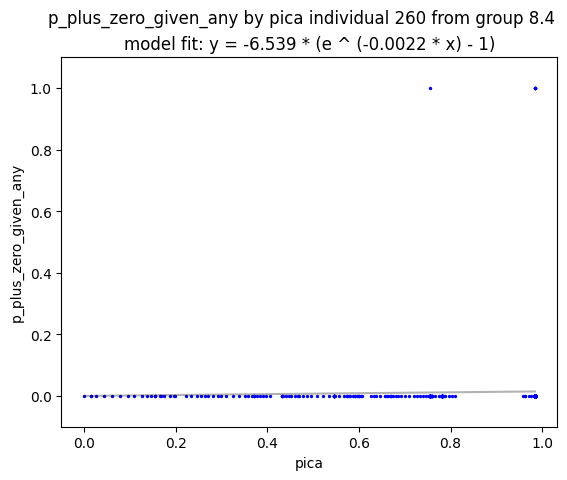 p_plus_zero_given_any by pica individual 260 from group 8.4
model fit: y = -6.539 * (e ^ (-0.0022 * x) - 1)
1.0
0.8
0.6
0.4
0.2
0.0
p_plus_zero_given_any
0.0 0.2 0.4 0.6 0.8 1.0
pica